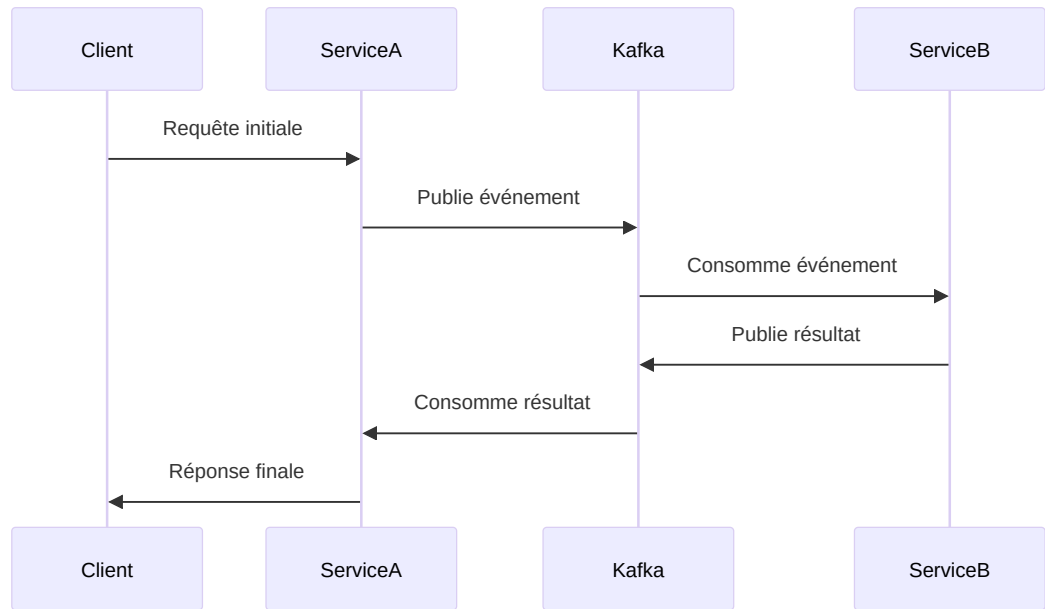 Client
ServiceA
Kafka
ServiceB
Requête initiale
Publie événement
Consomme événement
Publie résultat
Consomme résultat
Réponse finale
Client
ServiceA
Kafka
ServiceB